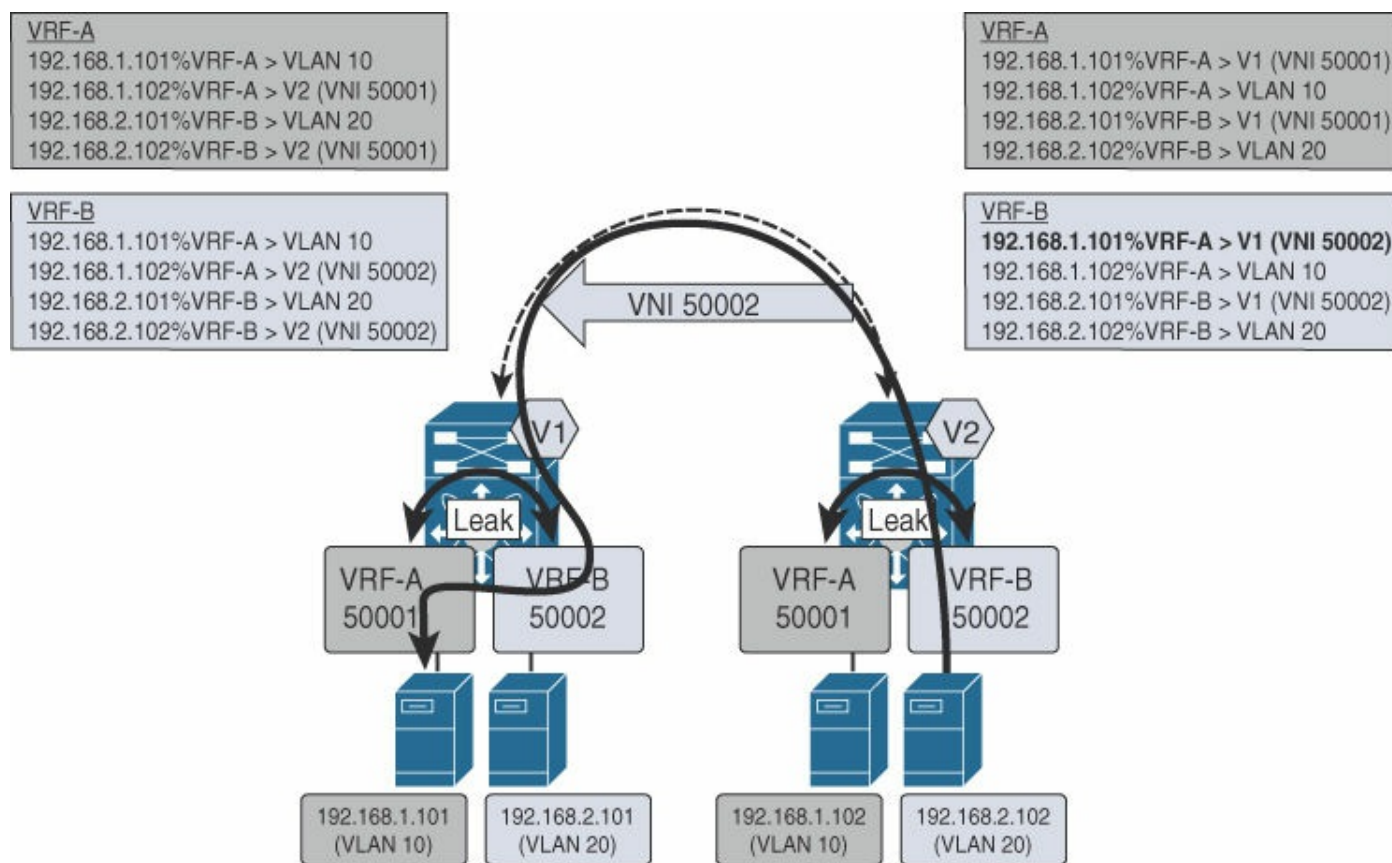 VRF-A
192.168.1.101%VRF-A > VLAN 10
192.168.1.102%VRF-A > V2 (VNI 50001)
192.168.2.101%VRF-B > VLAN 20
192.168.2.102%VRF-B > V2 (VNI 50001)
VRF-A
192.168.1.101%VRF-A > V1 (VNI 50001)
192.168.1.102%VRF-A > VLAN 10
192.168.2.101%VRF-B > V1 (VNI 50001)
192.168.2.102%VRF-B > VLAN 20
VRF-B
192.168.1.101%VRF-A > VLAN 10
192.168.1.102%VRF-A > V2 (VNI 50002)
192.168.2.101%VRF-B > VLAN 20
192.168.2.102%VRF-B > V2 (VNI 50002)
VRF-B
192.168.1.101%VRF-A > V1 (VNI 50002)
192.168.1.102%VRF-A > VLAN 10
192.168.2.101%VRF-B > V1 (VNI 50002)
192.168.2.102%VRF-B > VLAN 20
VNI 50002
V1
V2
Leak
Leak
VRF-A
50001
VRF-B
50002
VRF-A
50001
VRF-B
50002
192.168.1.101
(VLAN 10)
192.168.2.101
(VLAN 20)
192.168.1.102
(VLAN 10)
192.168.2.102
(VLAN 20)